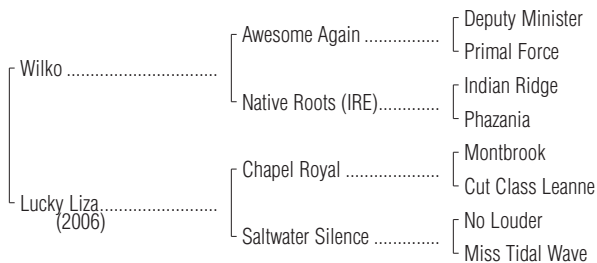 Deputy Minister
Awesome Again ................
Primal Force
Wilko ................................
Indian Ridge
Native Roots (IRE).............
Phazania
Montbrook
Chapel Royal ....................
Cut Class Leanne
Lucky Liza.........................
(2006)
No Louder
Saltwater Silence ..............
Miss Tidal Wave